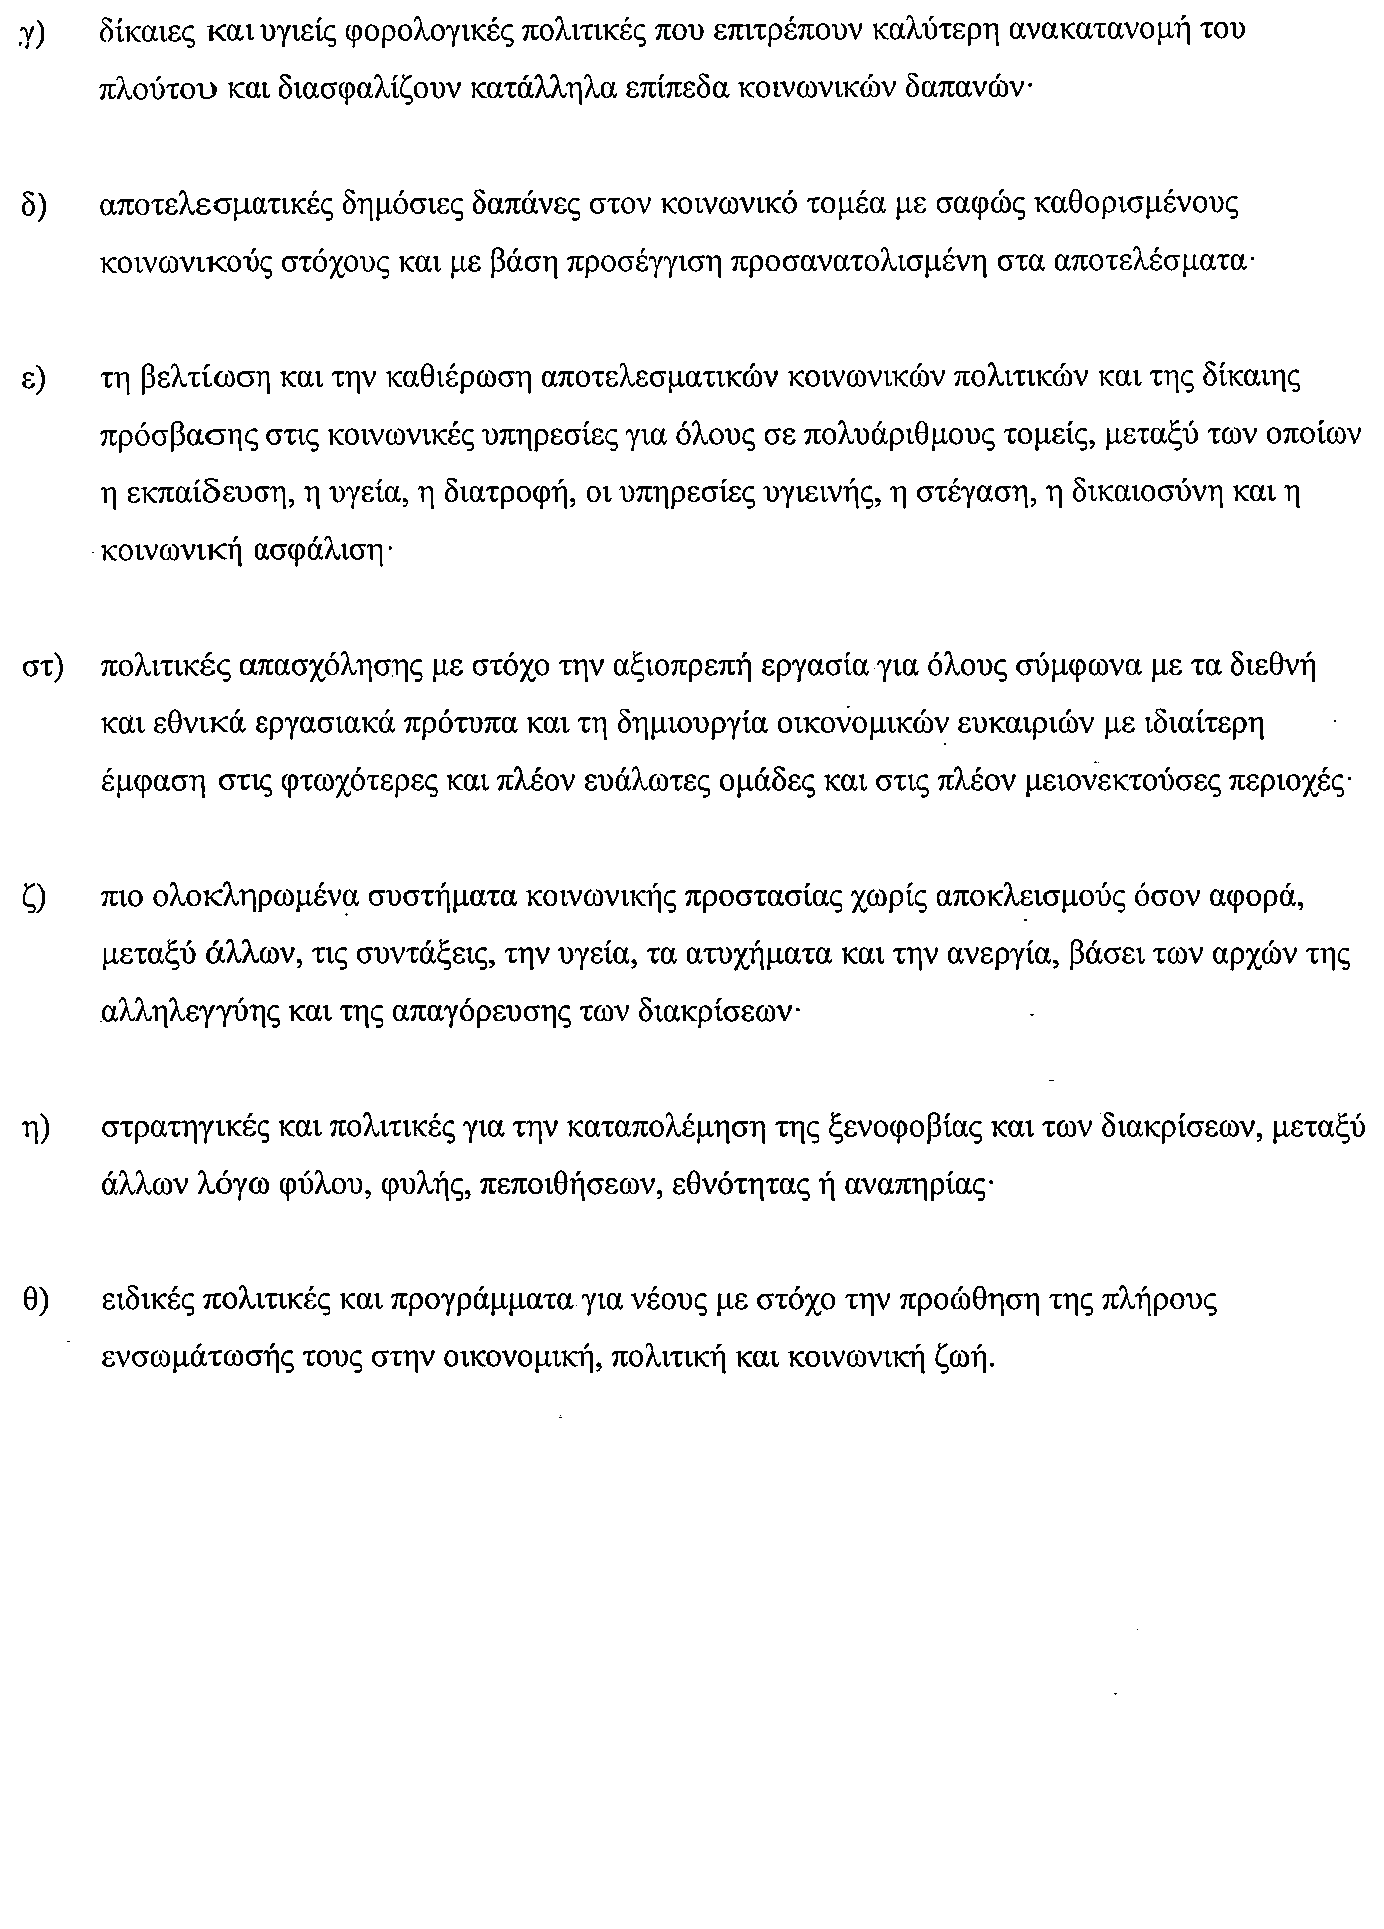 γ) δίκαιες και υγιείς φορολογικές πολιτικές που επιτρέπουν καλύτερη ανακατανομή του
πλούτου και διασφαλίζουν κατάλληλα επίπεδα κοινωνικών δαπανών·
δ) αποτελεσματικές δημόσιες δαπάνες στον κοινωνικό τομέα με σαφώς καθορισμένους
κοινωνικούς στόχους και με βάση προσέγγιση προσανατολισμένη στα αποτελέσματα·
ε) τη βελτίωση και την καθιέρωση αποτελεσματικών κοινωνικών πολιτικών και της δίκαιης
πρόσβασης στις κοινωνικές υπηρεσίες για όλους σε πολυάριθμους τομείς, μεταξύ των οποίων
η εκπαίδευση, η υγεία, η διατροφή, οι υπηρεσίες υγιεινής, η στέγαση, η δικαιοσύνη και η
κοινωνική ασφάλιση·
στ) πολιτικές απασχόλησης με στόχο την αξιοπρεπή εργασία για όλους σύμφωνα με τα διεθνή
και εθνικά εργασιακά πρότυπα και τη δημιουργία οικονομικών ευκαιριών με ιδιαίτερη
έμφαση στις φτωχότερες και πλέον ευάλωτες ομάδες και στις πλέον μειονεκτούσες περιοχές·
ζ) πιο ολοκληρωμένα συστήματα κοινωνικής προστασίας χωρίς αποκλεισμούς όσον αφορά,
μεταξύ άλλων, τις συντάξεις, την υγεία, τα ατυχήματα και την ανεργία, βάσει των αρχών της
αλληλεγγύης και της απαγόρευσης των διακρίσεων·
η) στρατηγικές και πολιτικές για την καταπολέμηση της ξενοφοβίας και των διακρίσεων, μεταξύ
άλλων λόγω φύλου, φυλής, πεποιθήσεων, εθνότητας ή αναπηρίας·
θ) ειδικές πολιτικές και προγράμματα για νέους με στόχο την προώθηση της πλήρους
ενσωμάτωσής τους στην οικονομική, πολιτική και κοινωνική ζωή.